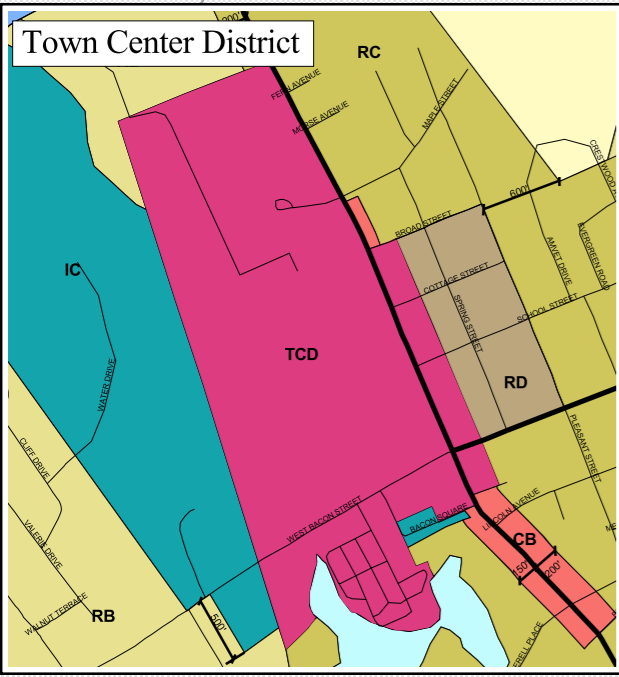 Town Center District
200'
RC
FERN AVENUE
MORSE AVENUE
MAPLE STREET
600'
BROAD STREET
AMVET DRIVE
EVERGREEN ROAD
IC
COTTAGE STREET
SPRING STREET
SCHOOL STREET
TCD
WATER DRIVE
RD
PLEASANT STREET
CLIFF DRIVE
WEST BACON STREET
BACON SQUARE
LINCOLN AVENUE
VALERIE DRIVE
CB
150'
200'
WALNUT TERRACE
RB
500'